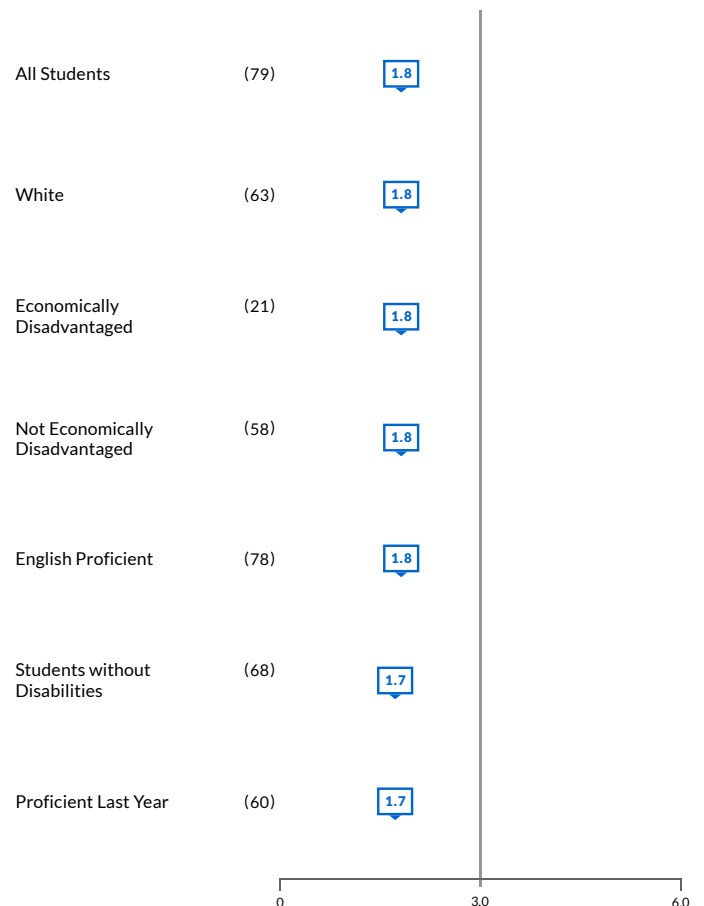 All Students (79) 1.8
White (63) 1.8
Economically (21)
Disadvantaged
1.8
Not Economically (58)
Disadvantaged
1.8
English Proficient (78) 1.8
Students without (68)
Disabilities
1.7
Proficient Last Year (60) 1.7
0 3.0 6.0